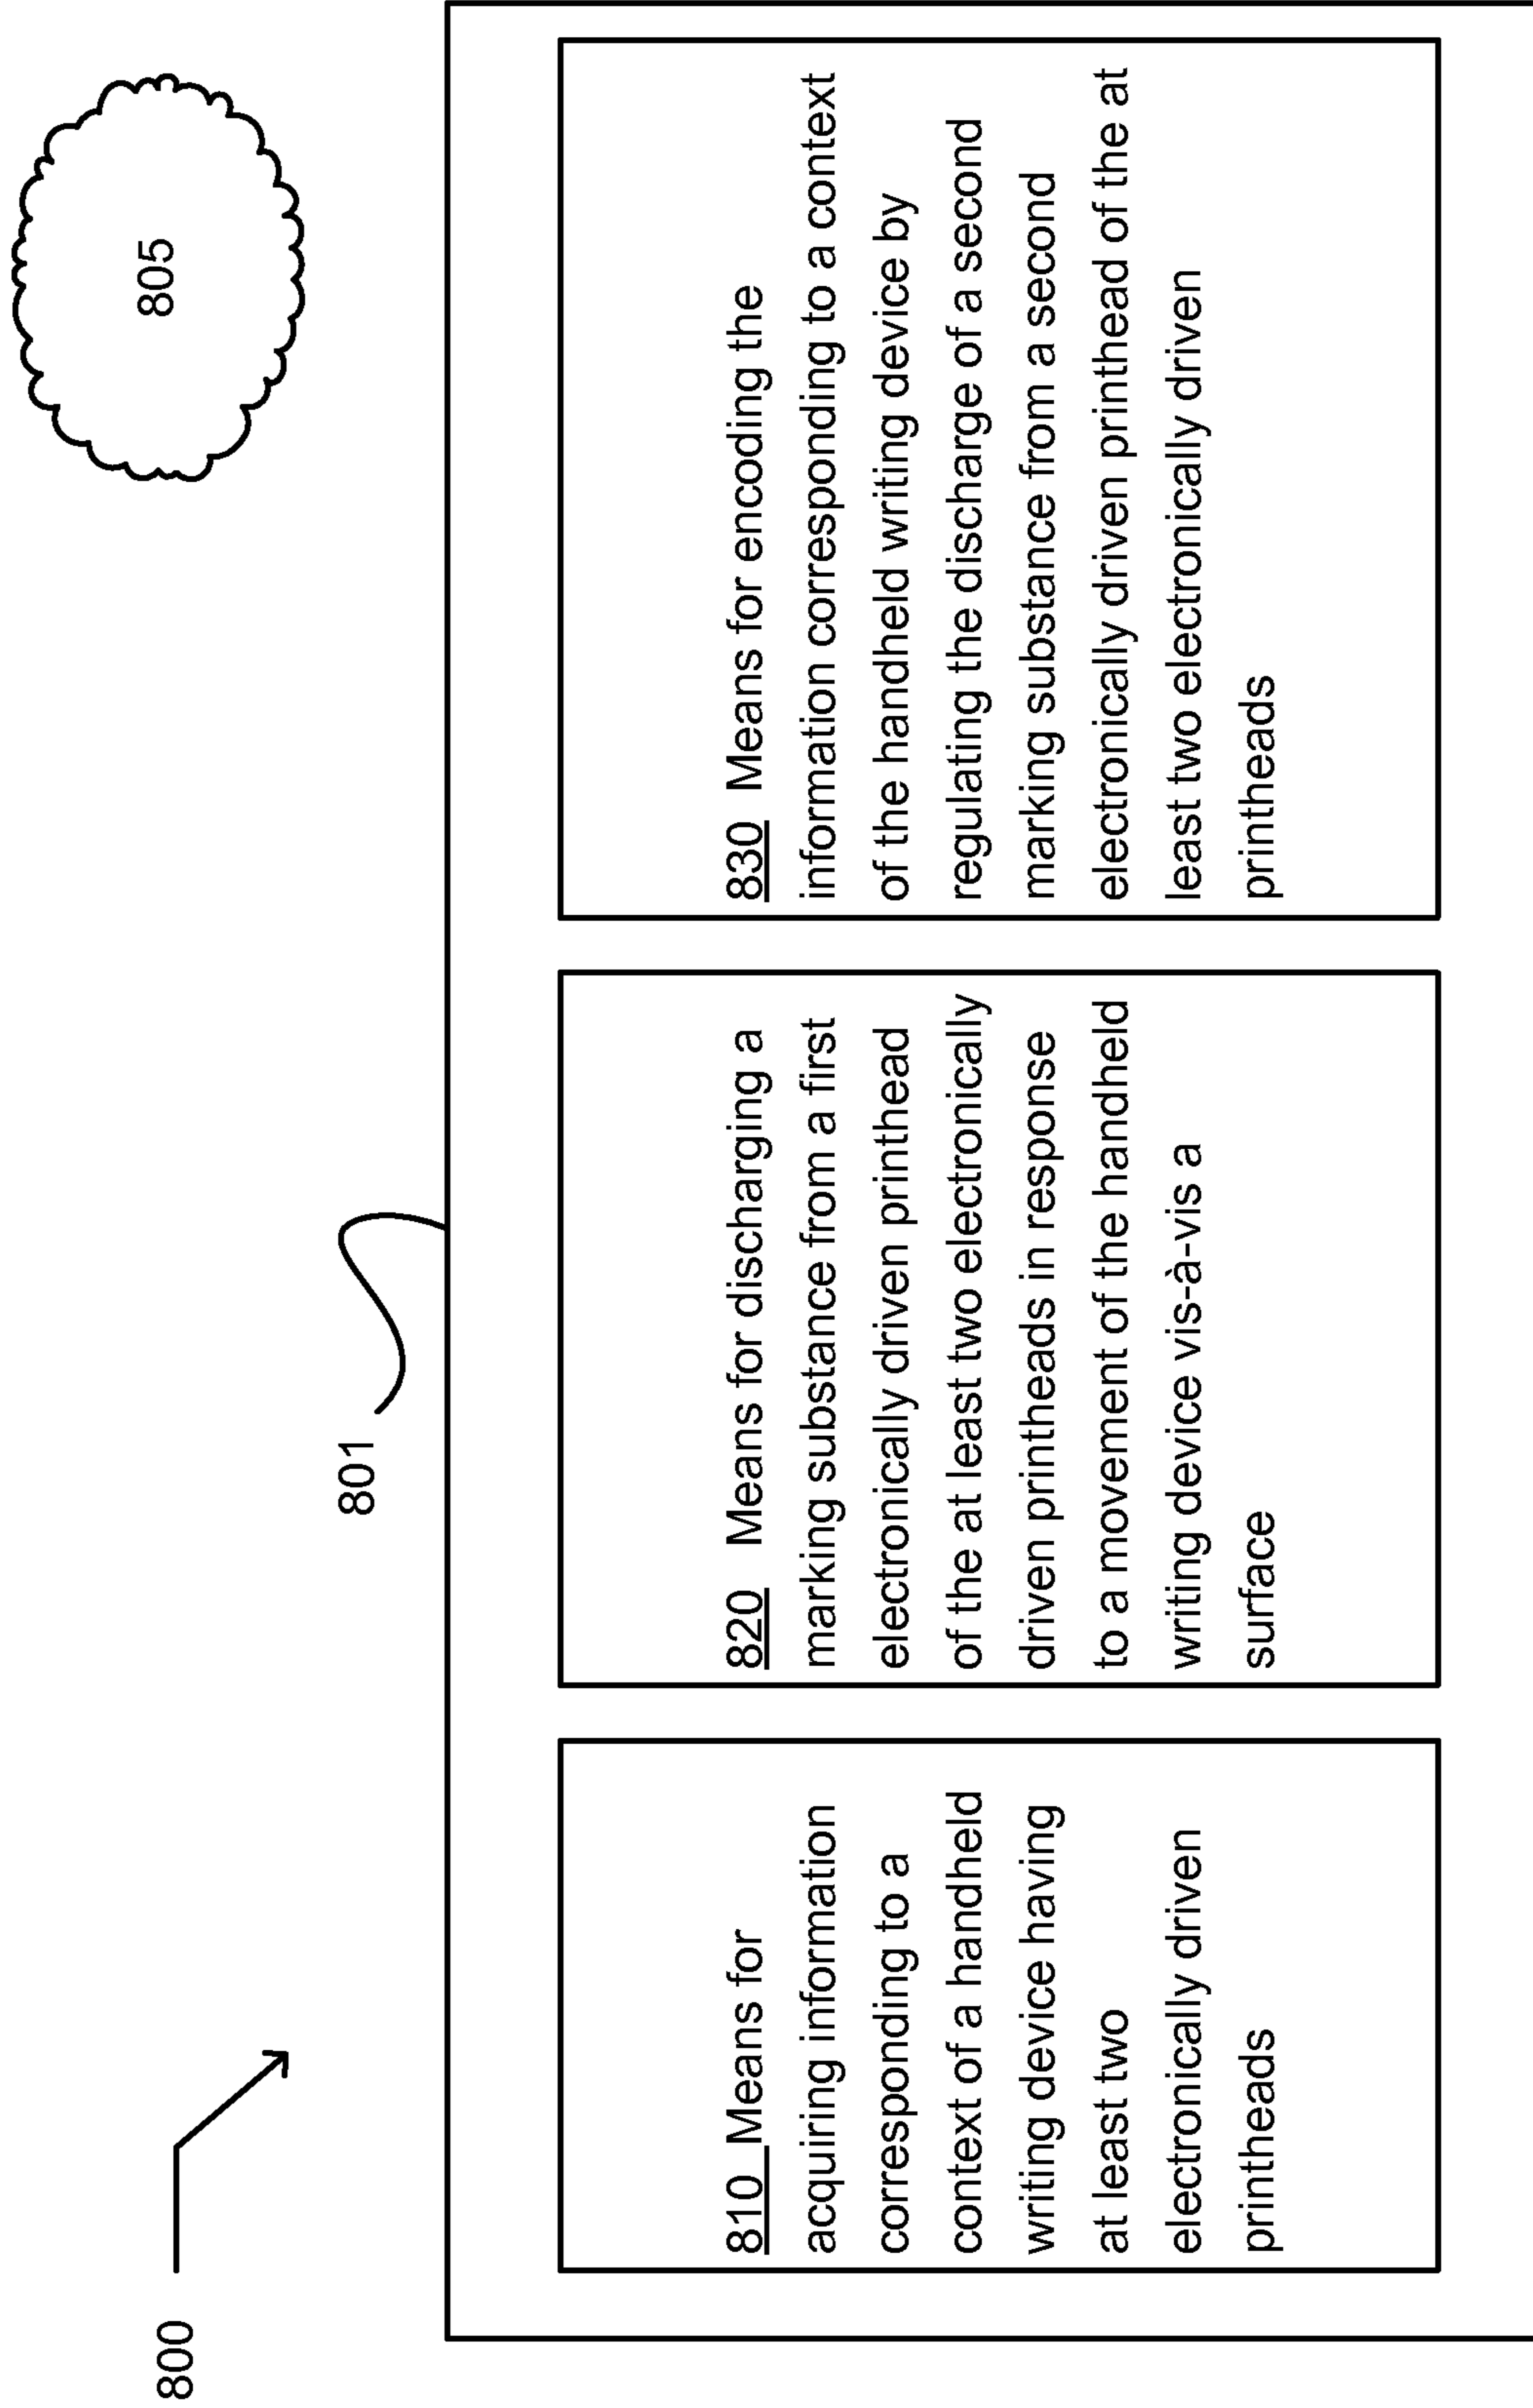 800
805
801
810 Means for
acquiring information
corresponding to a
context of a handheld
writing device having
at least two
electronically driven
printheads
820 Means for discharging a
marking substance from a first
electronically driven printhead
of the at least two electronically
driven printheads in response
to a movement of the handheld
writing device vis-à-vis a
surface
830 Means for encoding the
information corresponding to a context
of the handheld writing device by
regulating the discharge of a second
marking substance from a second
electronically driven printhead of the at
least two electronically driven
printheads